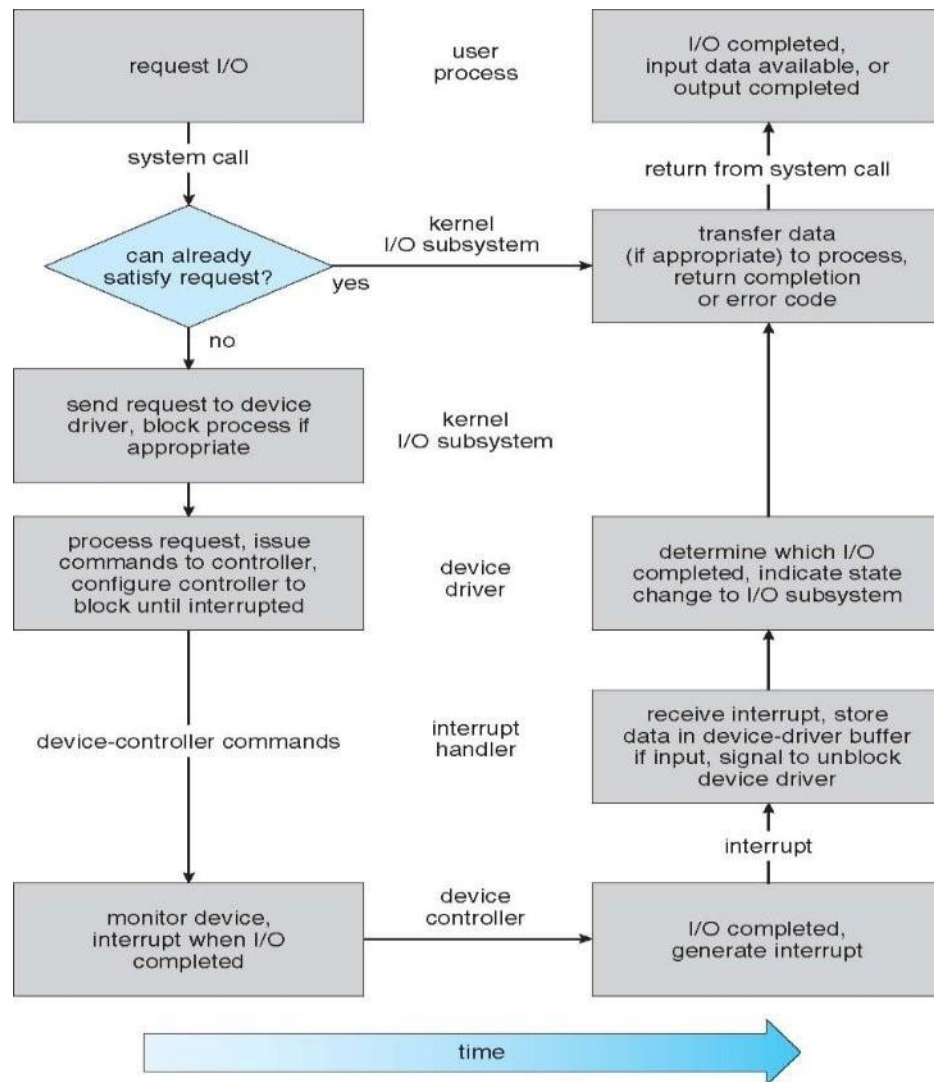 request I/O
user
process
I/O completed,
input data available, or
output completed
system call
return from system call
can already
satisfy request?
yes
kernel
I/O subsystem
transfer data
(if appropriate) to process,
return completion
or error code
no
send request to device
driver, block process if
appropriate
kernel
I/O subsystem
process request, issue
commands to controller,
configure controller to
block until interrupted
device
driver
determine which I/O
completed, indicate state
change to I/O subsystem
device-controller commands
interrupt
handler
receive interrupt, store
data in device-driver buffer
if input, signal to unblock
device driver
interrupt
monitor device,
interrupt when I/O
completed
device
controller
I/O completed,
generate interrupt
time